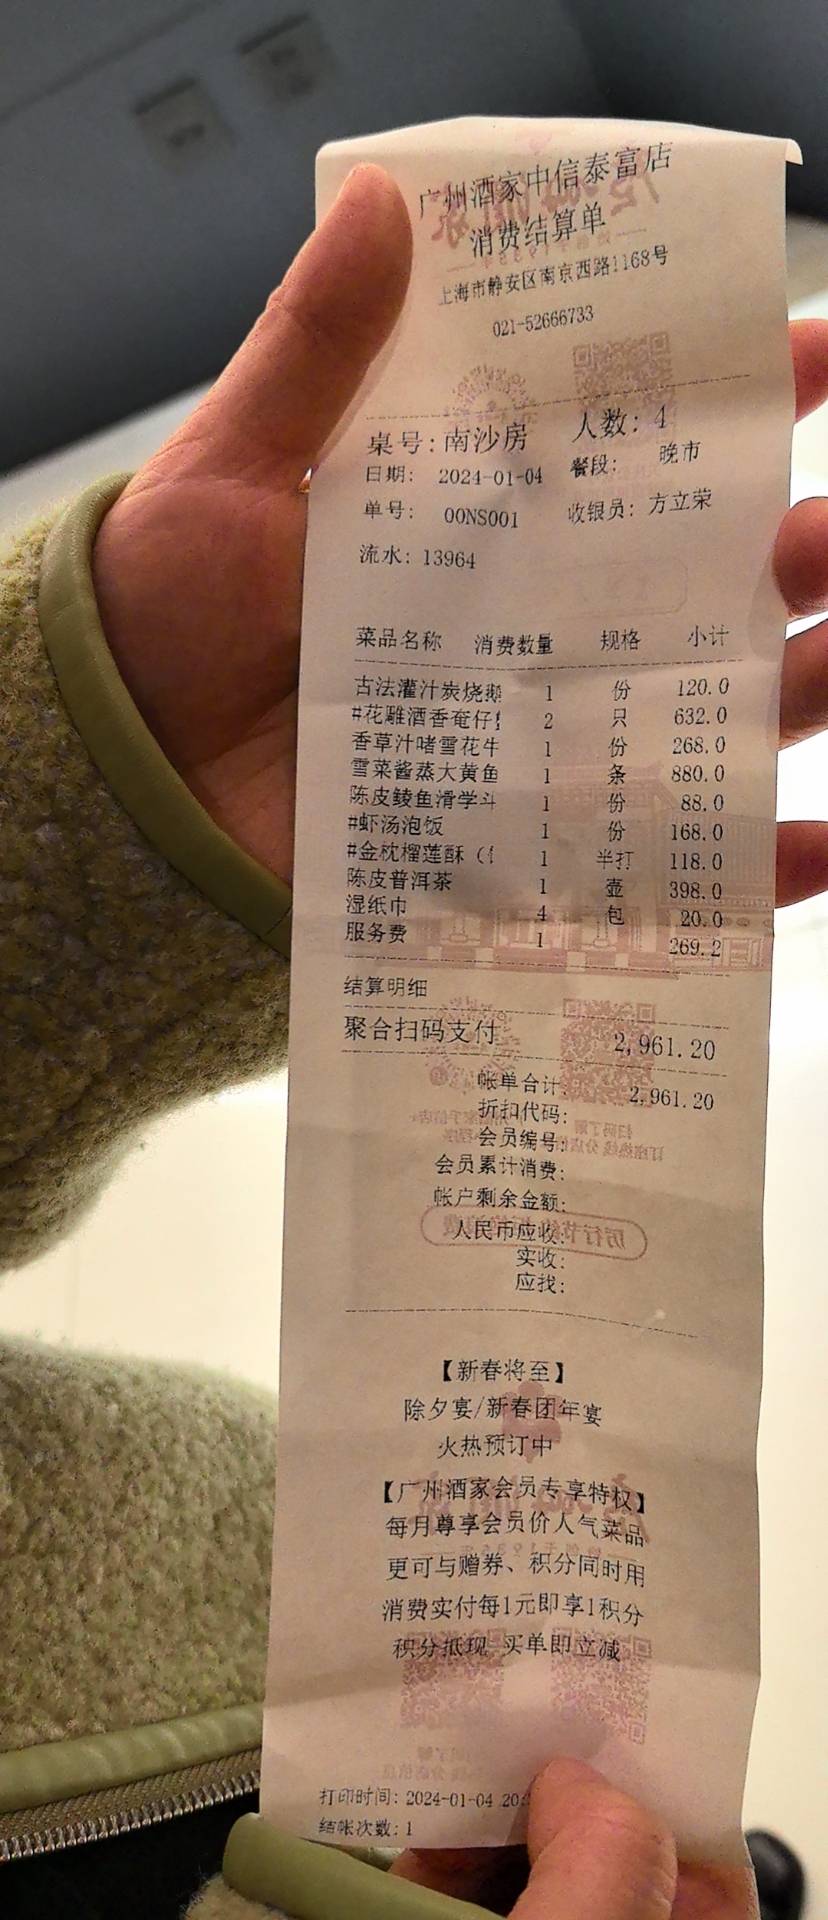 广州酒家中信泰富店
消费结算单
上海市静安区南京西路1168号
021-52666733
桌号：南沙房 人数：4
日期： 2024-01-04 餐段： 晚市
单号： 00NS001 收银员：方立荣
流水：13964
菜品名称 消费数量 规格 小计
古法灌汁炭烧鹅 1 份 120.0
#花雕酒香奄仔 2 只 632.0
香草汁啫雪花牛 1 份 268.0
雪菜酱蒸大黄鱼 1 条 880.0
陈皮鲮鱼滑学斗 1 份 88.0
#虾汤泡饭 1 份 168.0
#金枕榴莲酥（ 1 半打 118.0
陈皮普洱茶 1 壶 398.0
湿纸巾 4 包 20.0
服务费 1 269.2
结算明细
聚合扫码支付 2,961.20
帐单合计： 2,961.20
折扣代码：
会员编号：
会员累计消费：
帐户剩余金额：
人民币应收：
实收：
应找：
【新春将至】
除夕宴/新春团年宴
火热预订中
【广州酒家会员专享特权】
每月尊享会员价人气菜品
更可与赠券、积分同时用
消费实付每1元即享1积分
积分抵现 买单即立减
打印时间：2024-01-04 20:
结帐次数：1